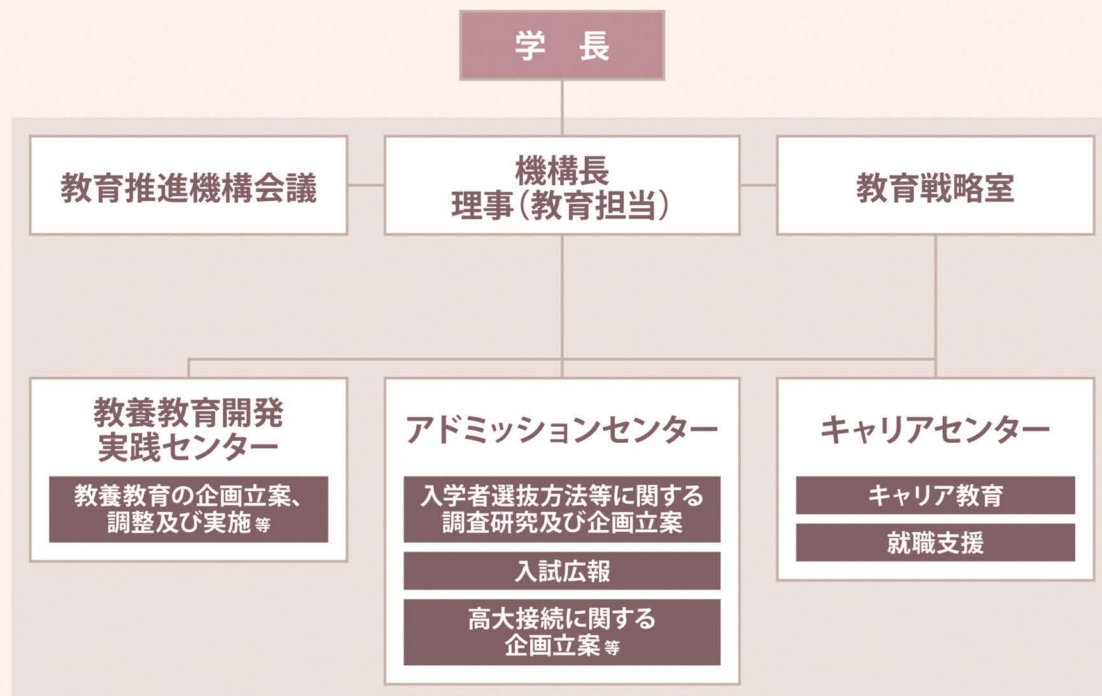 学 長
教育推進機構会議
機構長
理事（教育担当）
教育戦略室
教養教育開発
実践センター
教養教育の企画立案、
調整及び実施 等
アドミッションセンター
入学者選抜方法等に関する
調査研究及び企画立案
入試広報
高大接続に関する
企画立案 等
キャリアセンター
キャリア教育
就職支援